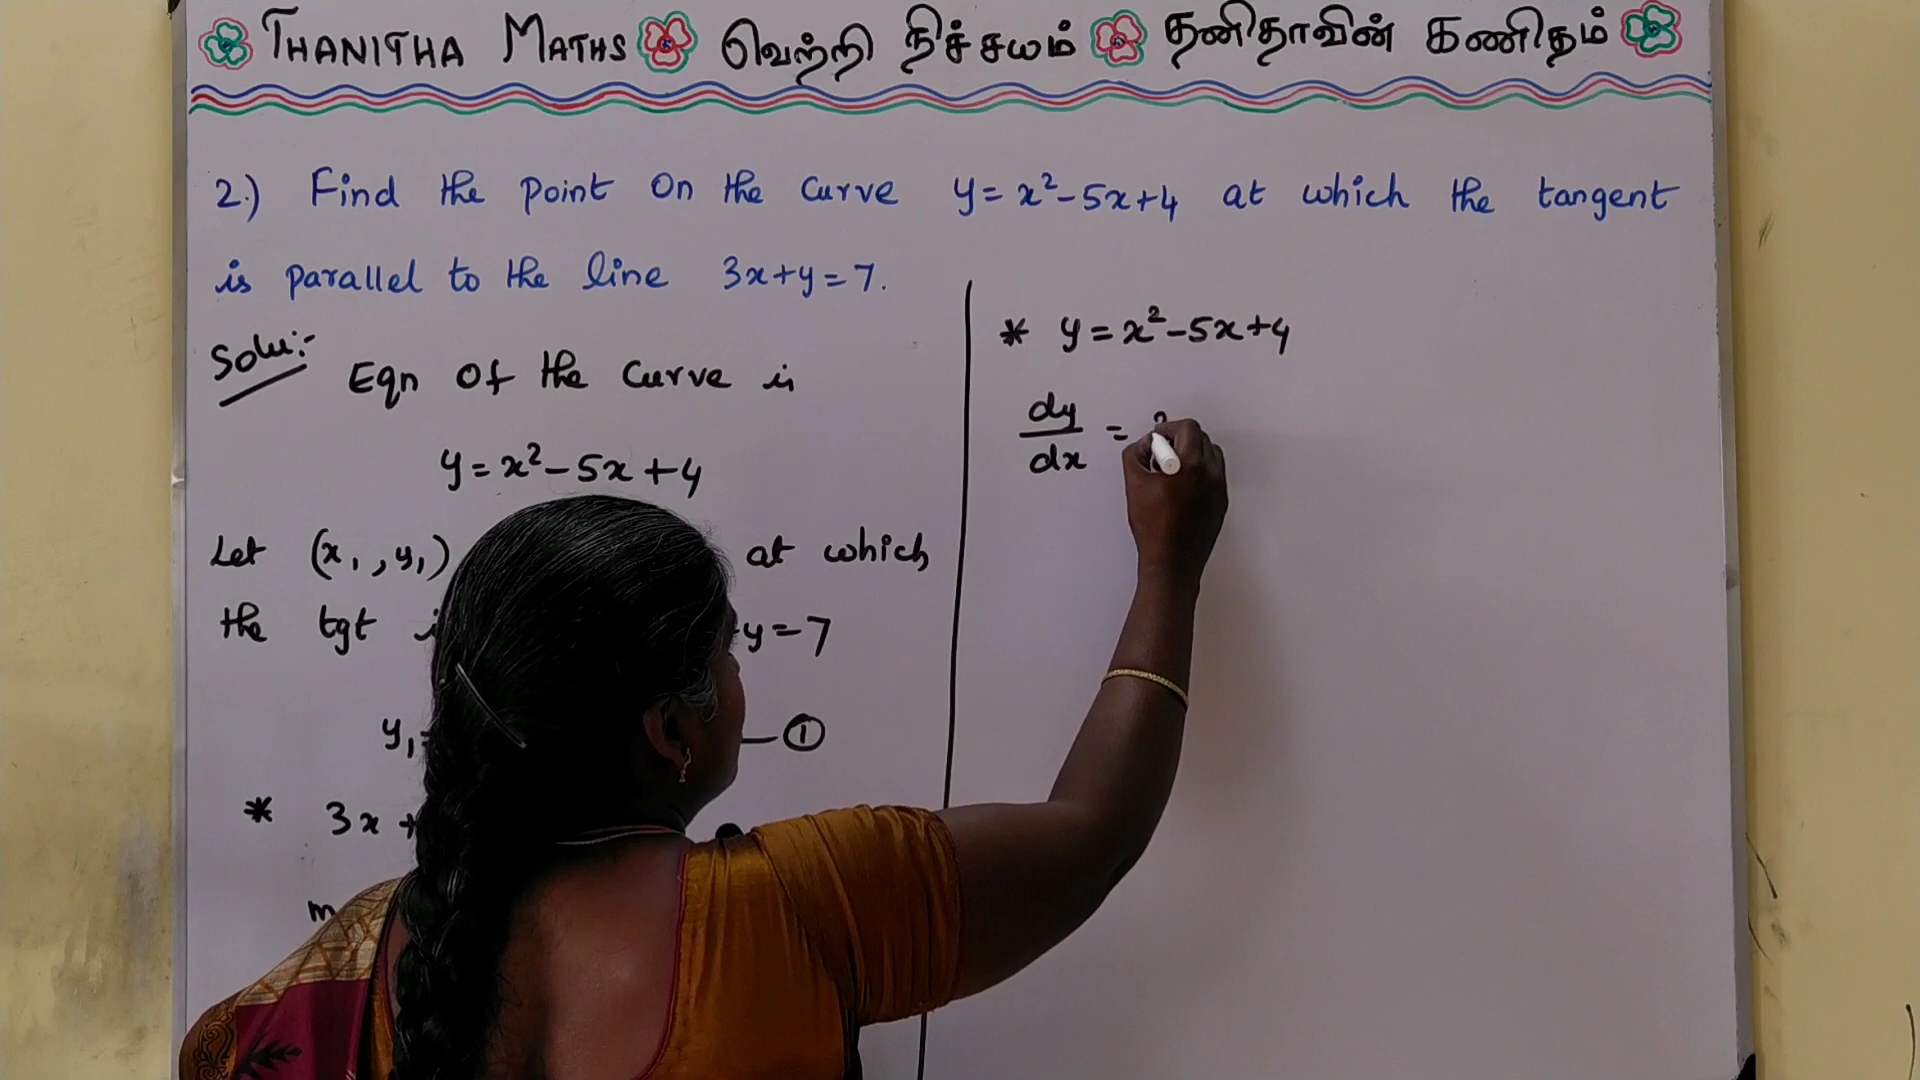 THANITHA MATHS வெற்றி நிச்சயம் தனிதாவின் கணிதம்
2.) Find the point on the curve y = x² - 5x + 4 at which the tangent
is parallel to the line 3x + y = 7.
Solu:-
Eqn of the curve is
y = x² - 5x + 4
Let (x₁, y₁) at which
the tgt y = 7
y₁ = — ①
* 3x +
m
* y = x² - 5x + 4
dy/dx =